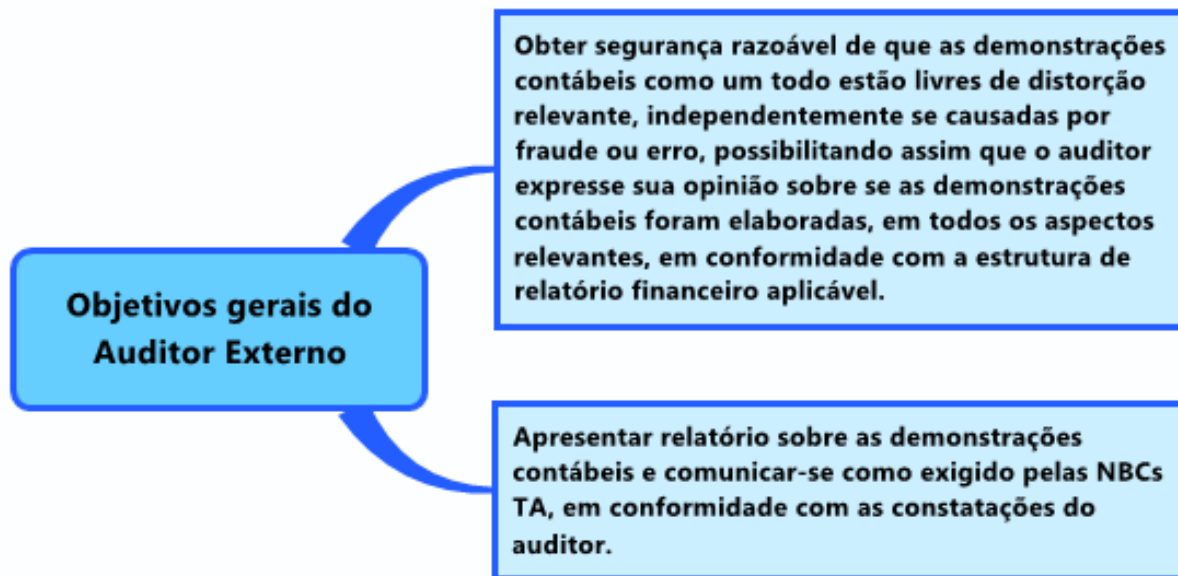 Objetivos gerais do
Auditor Externo
Obter segurança razoável de que as demonstrações
contábeis como um todo estão livres de distorção
relevante, independentemente se causadas por
fraude ou erro, possibilitando assim que o auditor
expresse sua opinião sobre se as demonstrações
contábeis foram elaboradas, em todos os aspectos
relevantes, em conformidade com a estrutura de
relatório financeiro aplicável.
Apresentar relatório sobre as demonstrações
contábeis e comunicar-se como exigido pelas NBCs
TA, em conformidade com as constatações do
auditor.